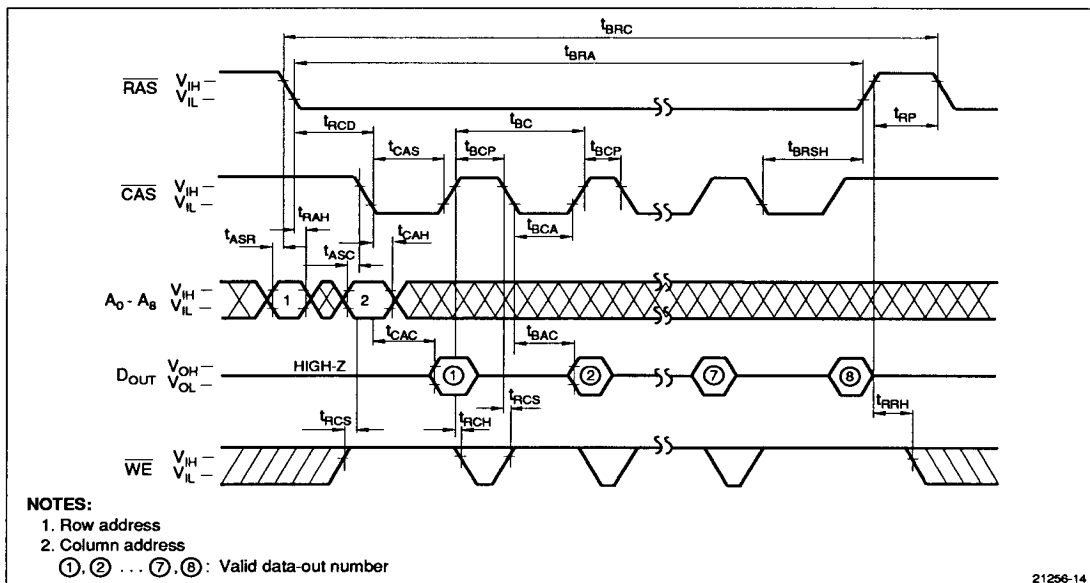 tBRC
tBRA
RAS VIH
VIL
tRP
tRCD
tBC
tCAS
tBCP
tBCP
tBRSH
CAS VIH
VIL
tRAH
tBCA
tASR
tASC
tCAH
A0 - A8 VIH
VIL
1
2
tCAC
tBAC
DOUT VOH
VOL
HIGH-Z
① ② ⑦ ⑧
tRCS
tRRH
tRCS
tRCH
WE VIH
VIL
NOTES:
1. Row address
2. Column address
①, ② . . . ⑦, ⑧ : Valid data-out number
21256-14